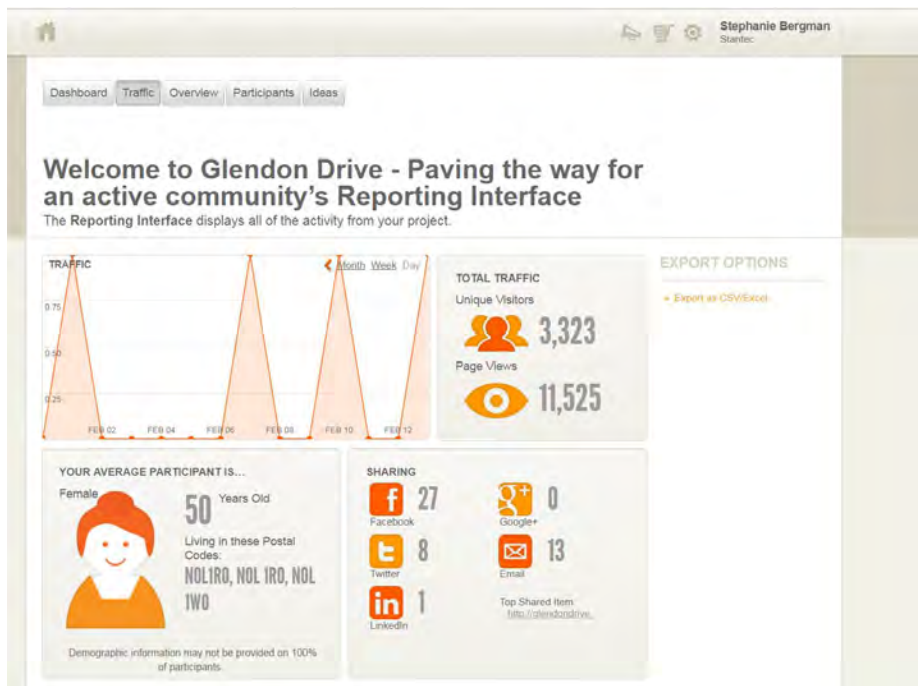 Stephanie Bergman
Stantec
Dashboard Traffic Overview Participants Ideas
Welcome to Glendon Drive - Paving the way for
an active community's Reporting Interface
The Reporting Interface displays all of the activity from your project.
TRAFFIC
Month Week Day
0.75
0.50
0.25
FEB 02 FEB 04 FEB 06 FEB 08 FEB 10 FEB 12
TOTAL TRAFFIC
Unique Visitors
3,323
Page Views
11,525
EXPORT OPTIONS
Export as CSV/Excel
YOUR AVERAGE PARTICIPANT IS...
Female
50 Years Old
Living in these Postal
Codes:
N0L1R0, N0L 1R0, N0L
1W0
Demographic information may not be provided on 100%
of participants.
SHARING
27
Facebook
0
Google+
8
Twitter
13
Email
1
LinkedIn
Top Shared Item
http://glendondrive.